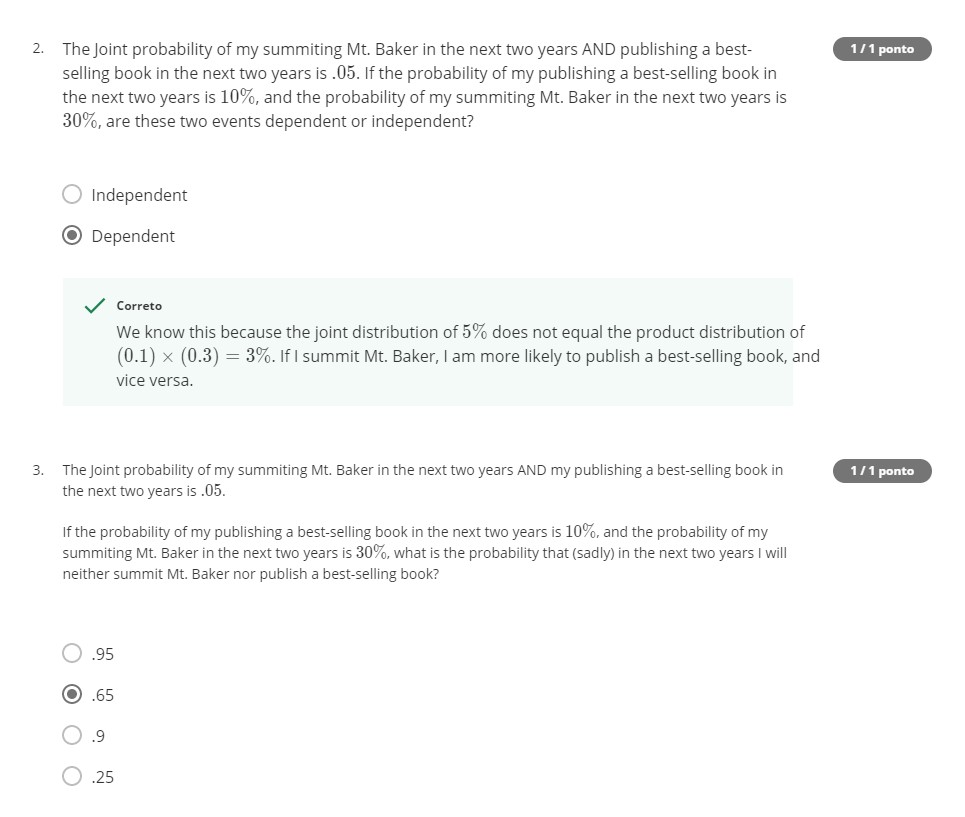 2. The Joint probability of my summiting Mt. Baker in the next two years AND publishing a best- 1 / 1 ponto
selling book in the next two years is .05. If the probability of my publishing a best-selling book in
the next two years is 10%, and the probability of my summiting Mt. Baker in the next two years is
30%, are these two events dependent or independent?
Independent
Dependent
Correto
We know this because the joint distribution of 5% does not equal the product distribution of
(0.1) × (0.3) = 3%. If I summit Mt. Baker, I am more likely to publish a best-selling book, and
vice versa.
3. The Joint probability of my summiting Mt. Baker in the next two years AND my publishing a best-selling book in 1 / 1 ponto
the next two years is .05.
If the probability of my publishing a best-selling book in the next two years is 10%, and the probability of my
summiting Mt. Baker in the next two years is 30%, what is the probability that (sadly) in the next two years I will
neither summit Mt. Baker nor publish a best-selling book?
.95
.65
.9
.25